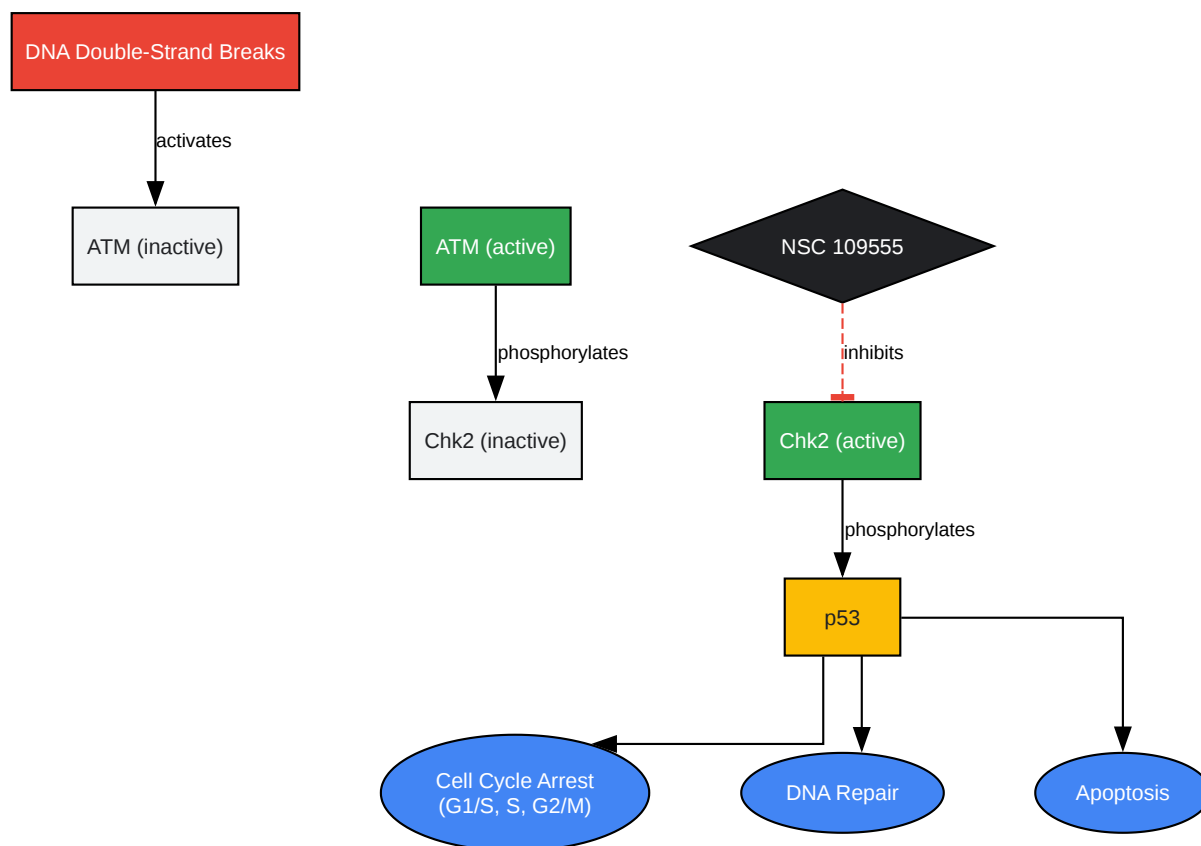 DNA Double-Strand Breaks
activates
ATM (inactive)
ATM (active)
NSC 109555
phosphorylates
inhibits
Chk2 (inactive)
Chk2 (active)
phosphorylates
p53
Cell Cycle Arrest
(G1/S, S, G2/M)
DNA Repair
Apoptosis